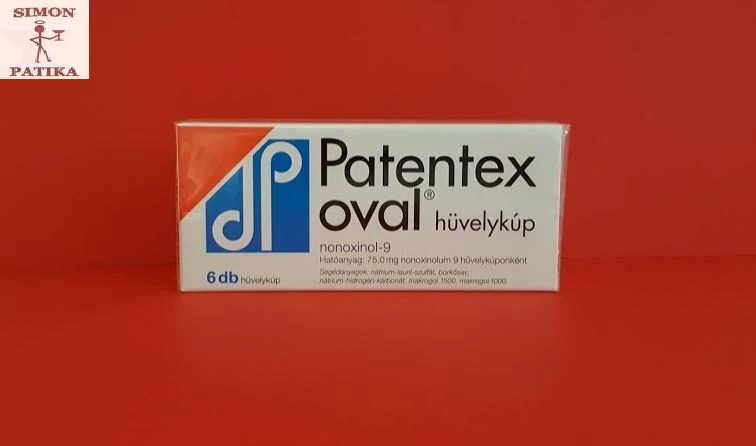 SIMON
PATIKA
Patentex
oval® hüvelykúp
nonoxinol-9
Hatóanyag: 75,0 mg nonoxinolum 9 hüvelykúponként
Segédanyagok: nátrium-lauril-szulfát, borkősav,
nátrium-hidrogén-karbonát, makrogol 1500, makrogol 1000.
6 db hüvelykúp